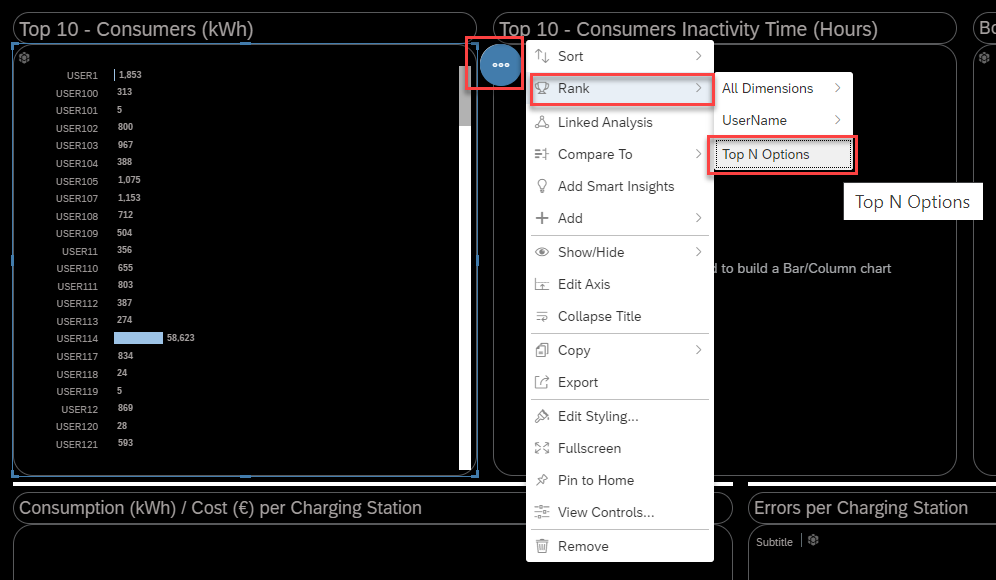 Top 10 - Consumers (kWh)
Top 10 - Consumers Inactivity Time (Hours)
USER1 1,853
USER100 313
USER101 5
USER102 800
USER103 967
USER104 388
USER105 1,075
USER107 1,153
USER108 712
USER109 504
USER11 356
USER110 655
USER111 803
USER112 387
USER113 274
USER114 58,623
USER117 834
USER118 24
USER119 5
USER12 869
USER120 28
USER121 593
Sort
Rank
Linked Analysis
Compare To
Add Smart Insights
Add
Show/Hide
Edit Axis
Collapse Title
Copy
Export
Edit Styling...
Fullscreen
Pin to Home
View Controls...
Remove
All Dimensions
UserName
Top N Options
Top N Options
to build a Bar/Column chart
Consumption (kWh) / Cost (€) per Charging Station
Errors per Charging Station
Subtitle